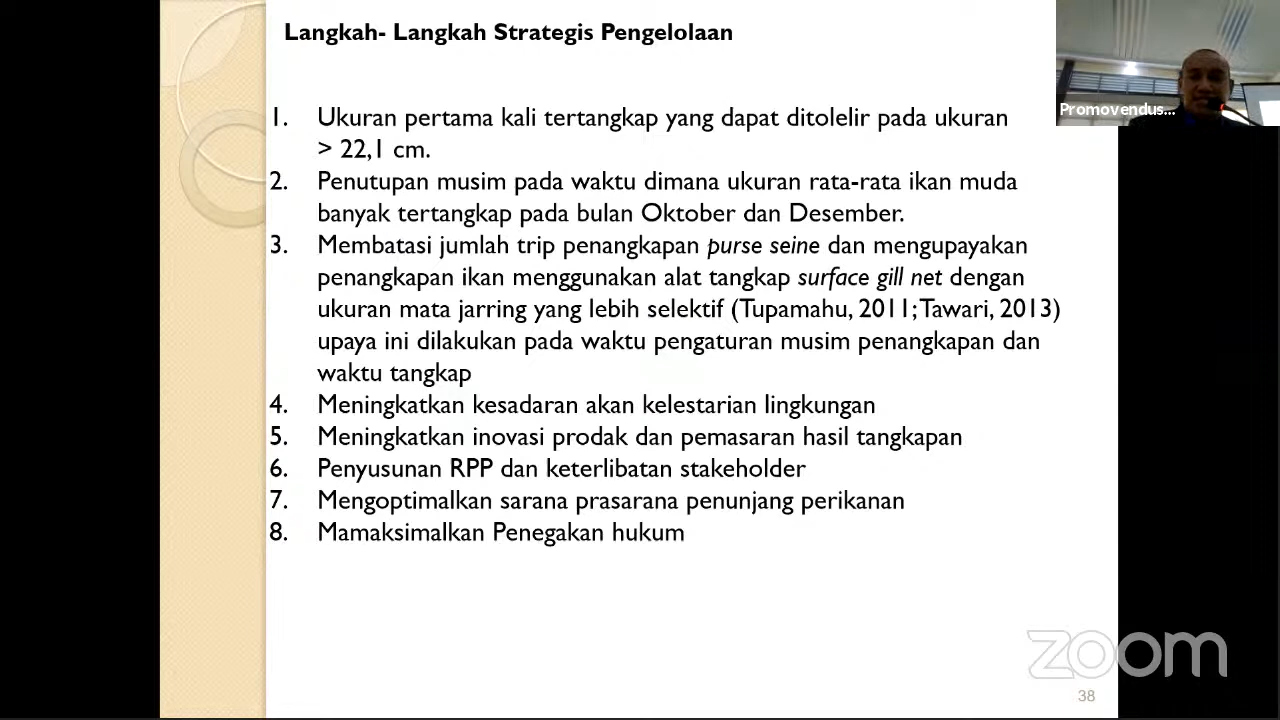 Langkah- Langkah Strategis Pengelolaan
Promovendus...
1. Ukuran pertama kali tertangkap yang dapat ditolelir pada ukuran
> 22,1 cm.
2. Penutupan musim pada waktu dimana ukuran rata-rata ikan muda
banyak tertangkap pada bulan Oktober dan Desember.
3. Membatasi jumlah trip penangkapan purse seine dan mengupayakan
penangkapan ikan menggunakan alat tangkap surface gill net dengan
ukuran mata jarring yang lebih selektif (Tupamahu, 2011; Tawari, 2013)
upaya ini dilakukan pada waktu pengaturan musim penangkapan dan
waktu tangkap
4. Meningkatkan kesadaran akan kelestarian lingkungan
5. Meningkatkan inovasi prodak dan pemasaran hasil tangkapan
6. Penyusunan RPP dan keterlibatan stakeholder
7. Mengoptimalkan sarana prasarana penunjang perikanan
8. Mamaksimalkan Penegakan hukum
zoom
38